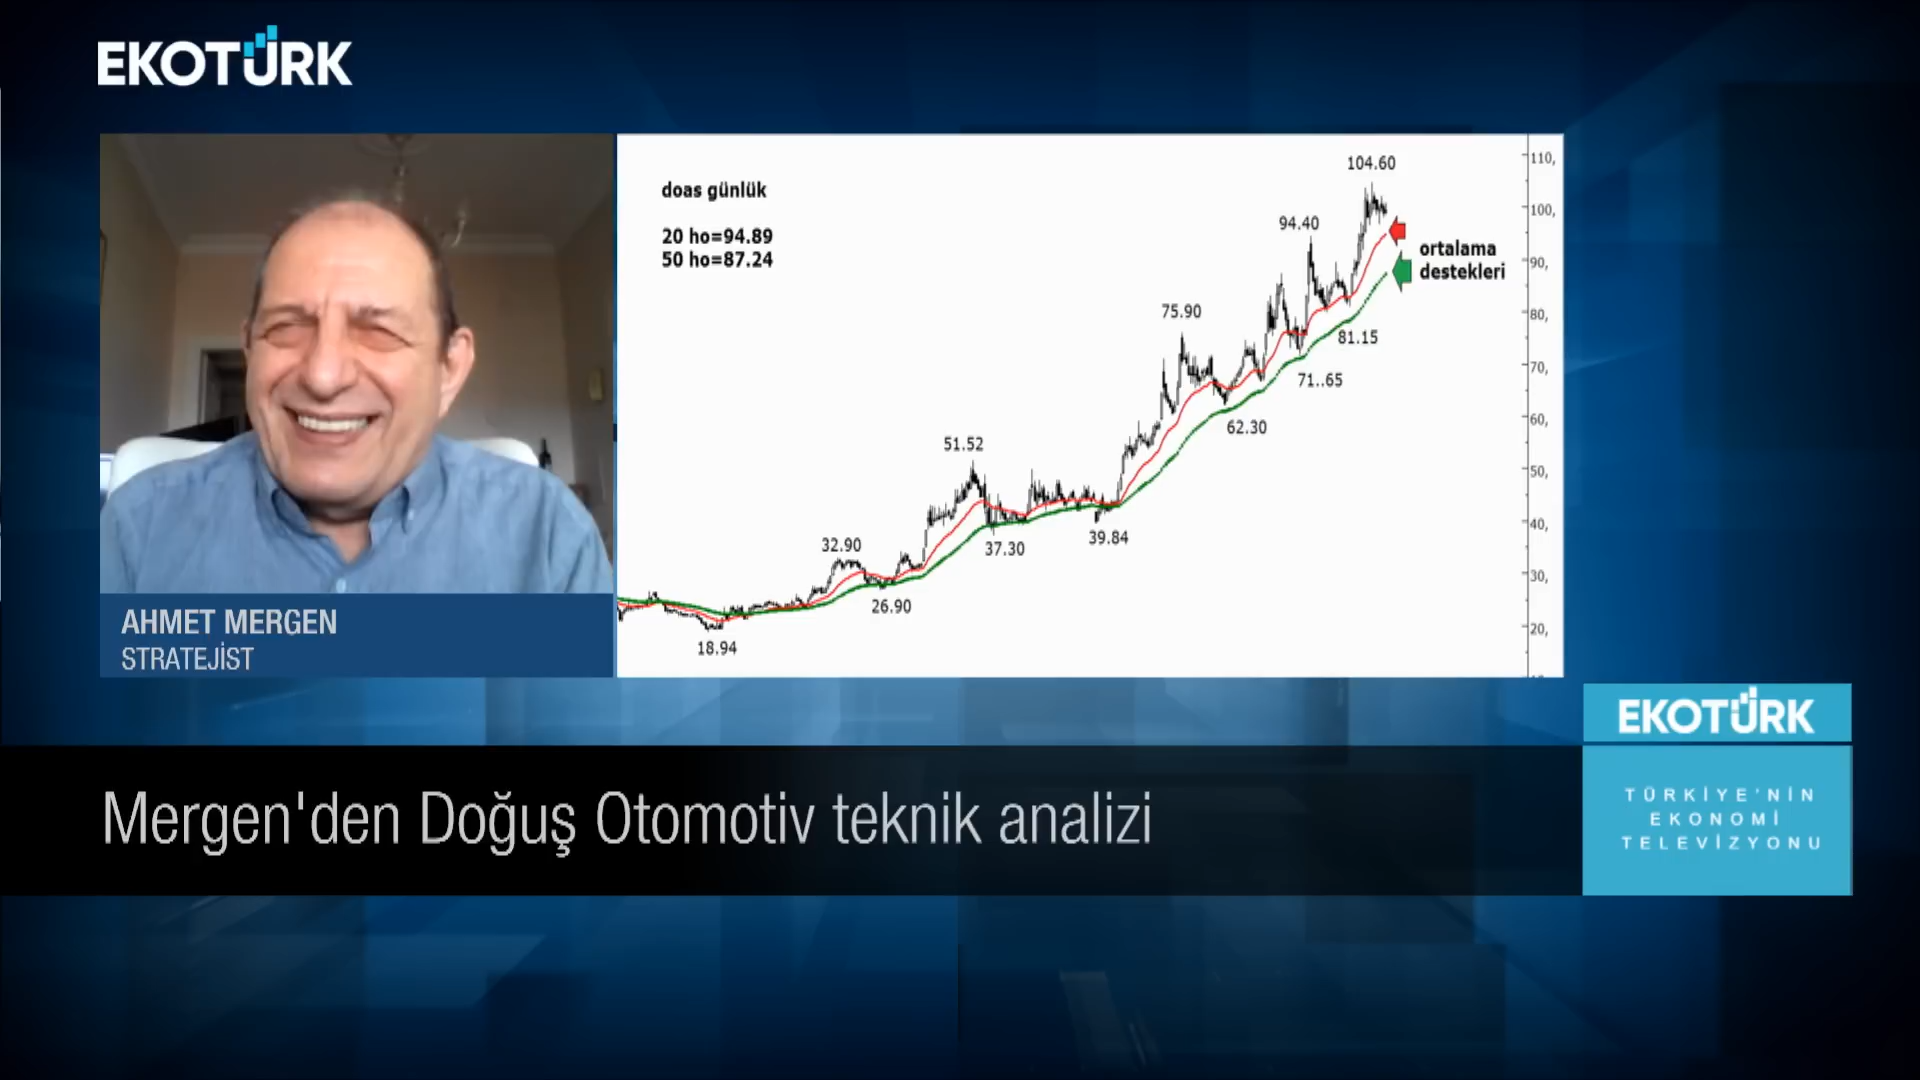 EKOTÜRK
doas günlük
20 ho=94.89
50 ho=87.24
104.60
94.40
75.90
51.52
32.90
18.94
26.90
37.30
39.84
62.30
71..65
81.15
ortalama
destekleri
110,
100,
90,
80,
70,
60,
50,
40,
30,
20,
AHMET MERGEN
STRATEJİST
Mergen'den Doğuş Otomotiv teknik analizi
EKOTÜRK
TÜRKİYE'NİN
EKONOMİ
TELEVİZYONU